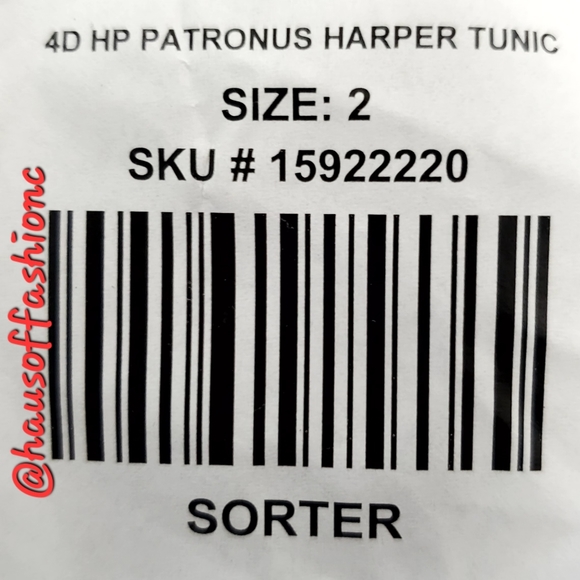 4D HP PATRONUS HARPER TUNIC
SIZE: 2
SKU # 15922220
@hausoffashionc
SORTER